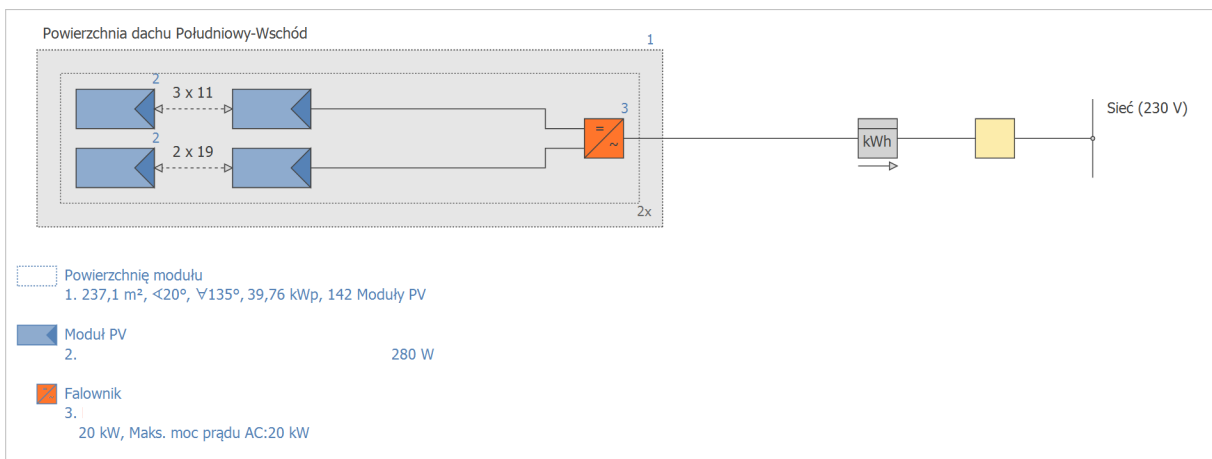 Powierzchnia dachu Południowy-Wschód
1
2
3 x 11
3
Sieć (230 V)
=
~
kWh
2
2 x 19
2x
Powierzchnię modułu
1. 237,1 m², ∢20°, ∀135°, 39,76 kWp, 142 Moduły PV
Moduł PV
2. 280 W
Falownik
3.
20 kW, Maks. moc prądu AC:20 kW